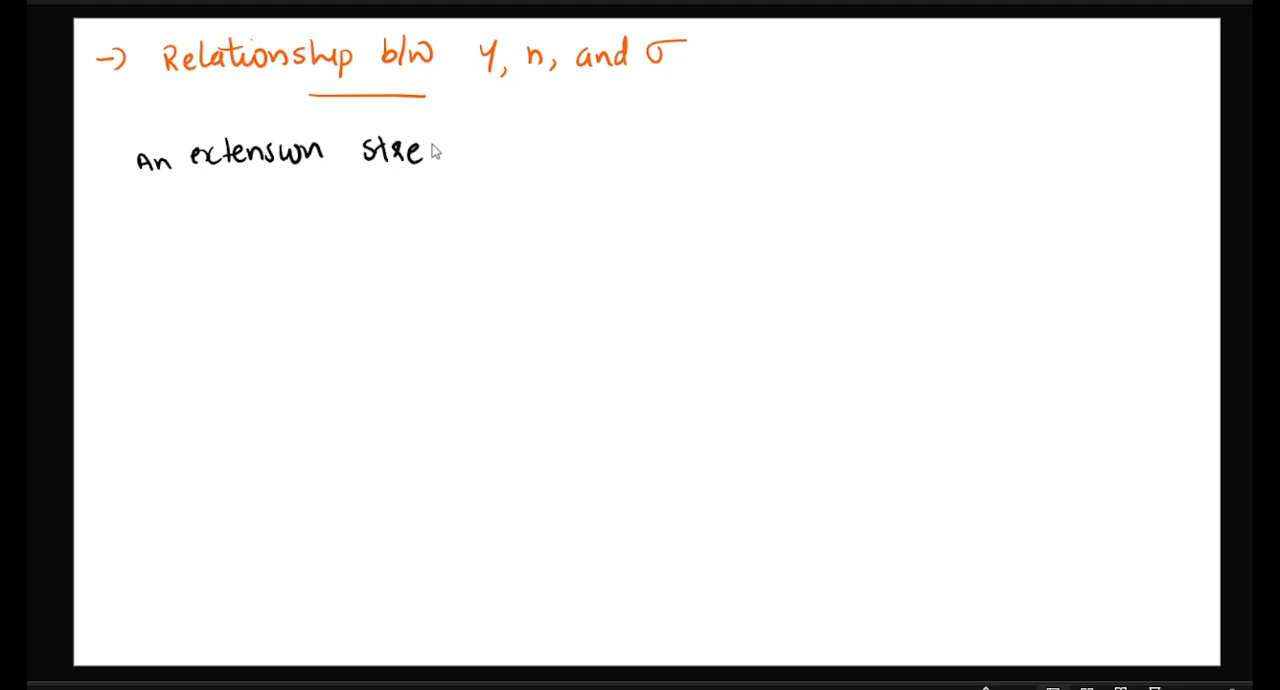 → Relationship b/w Y, n, and σ
An extension stre